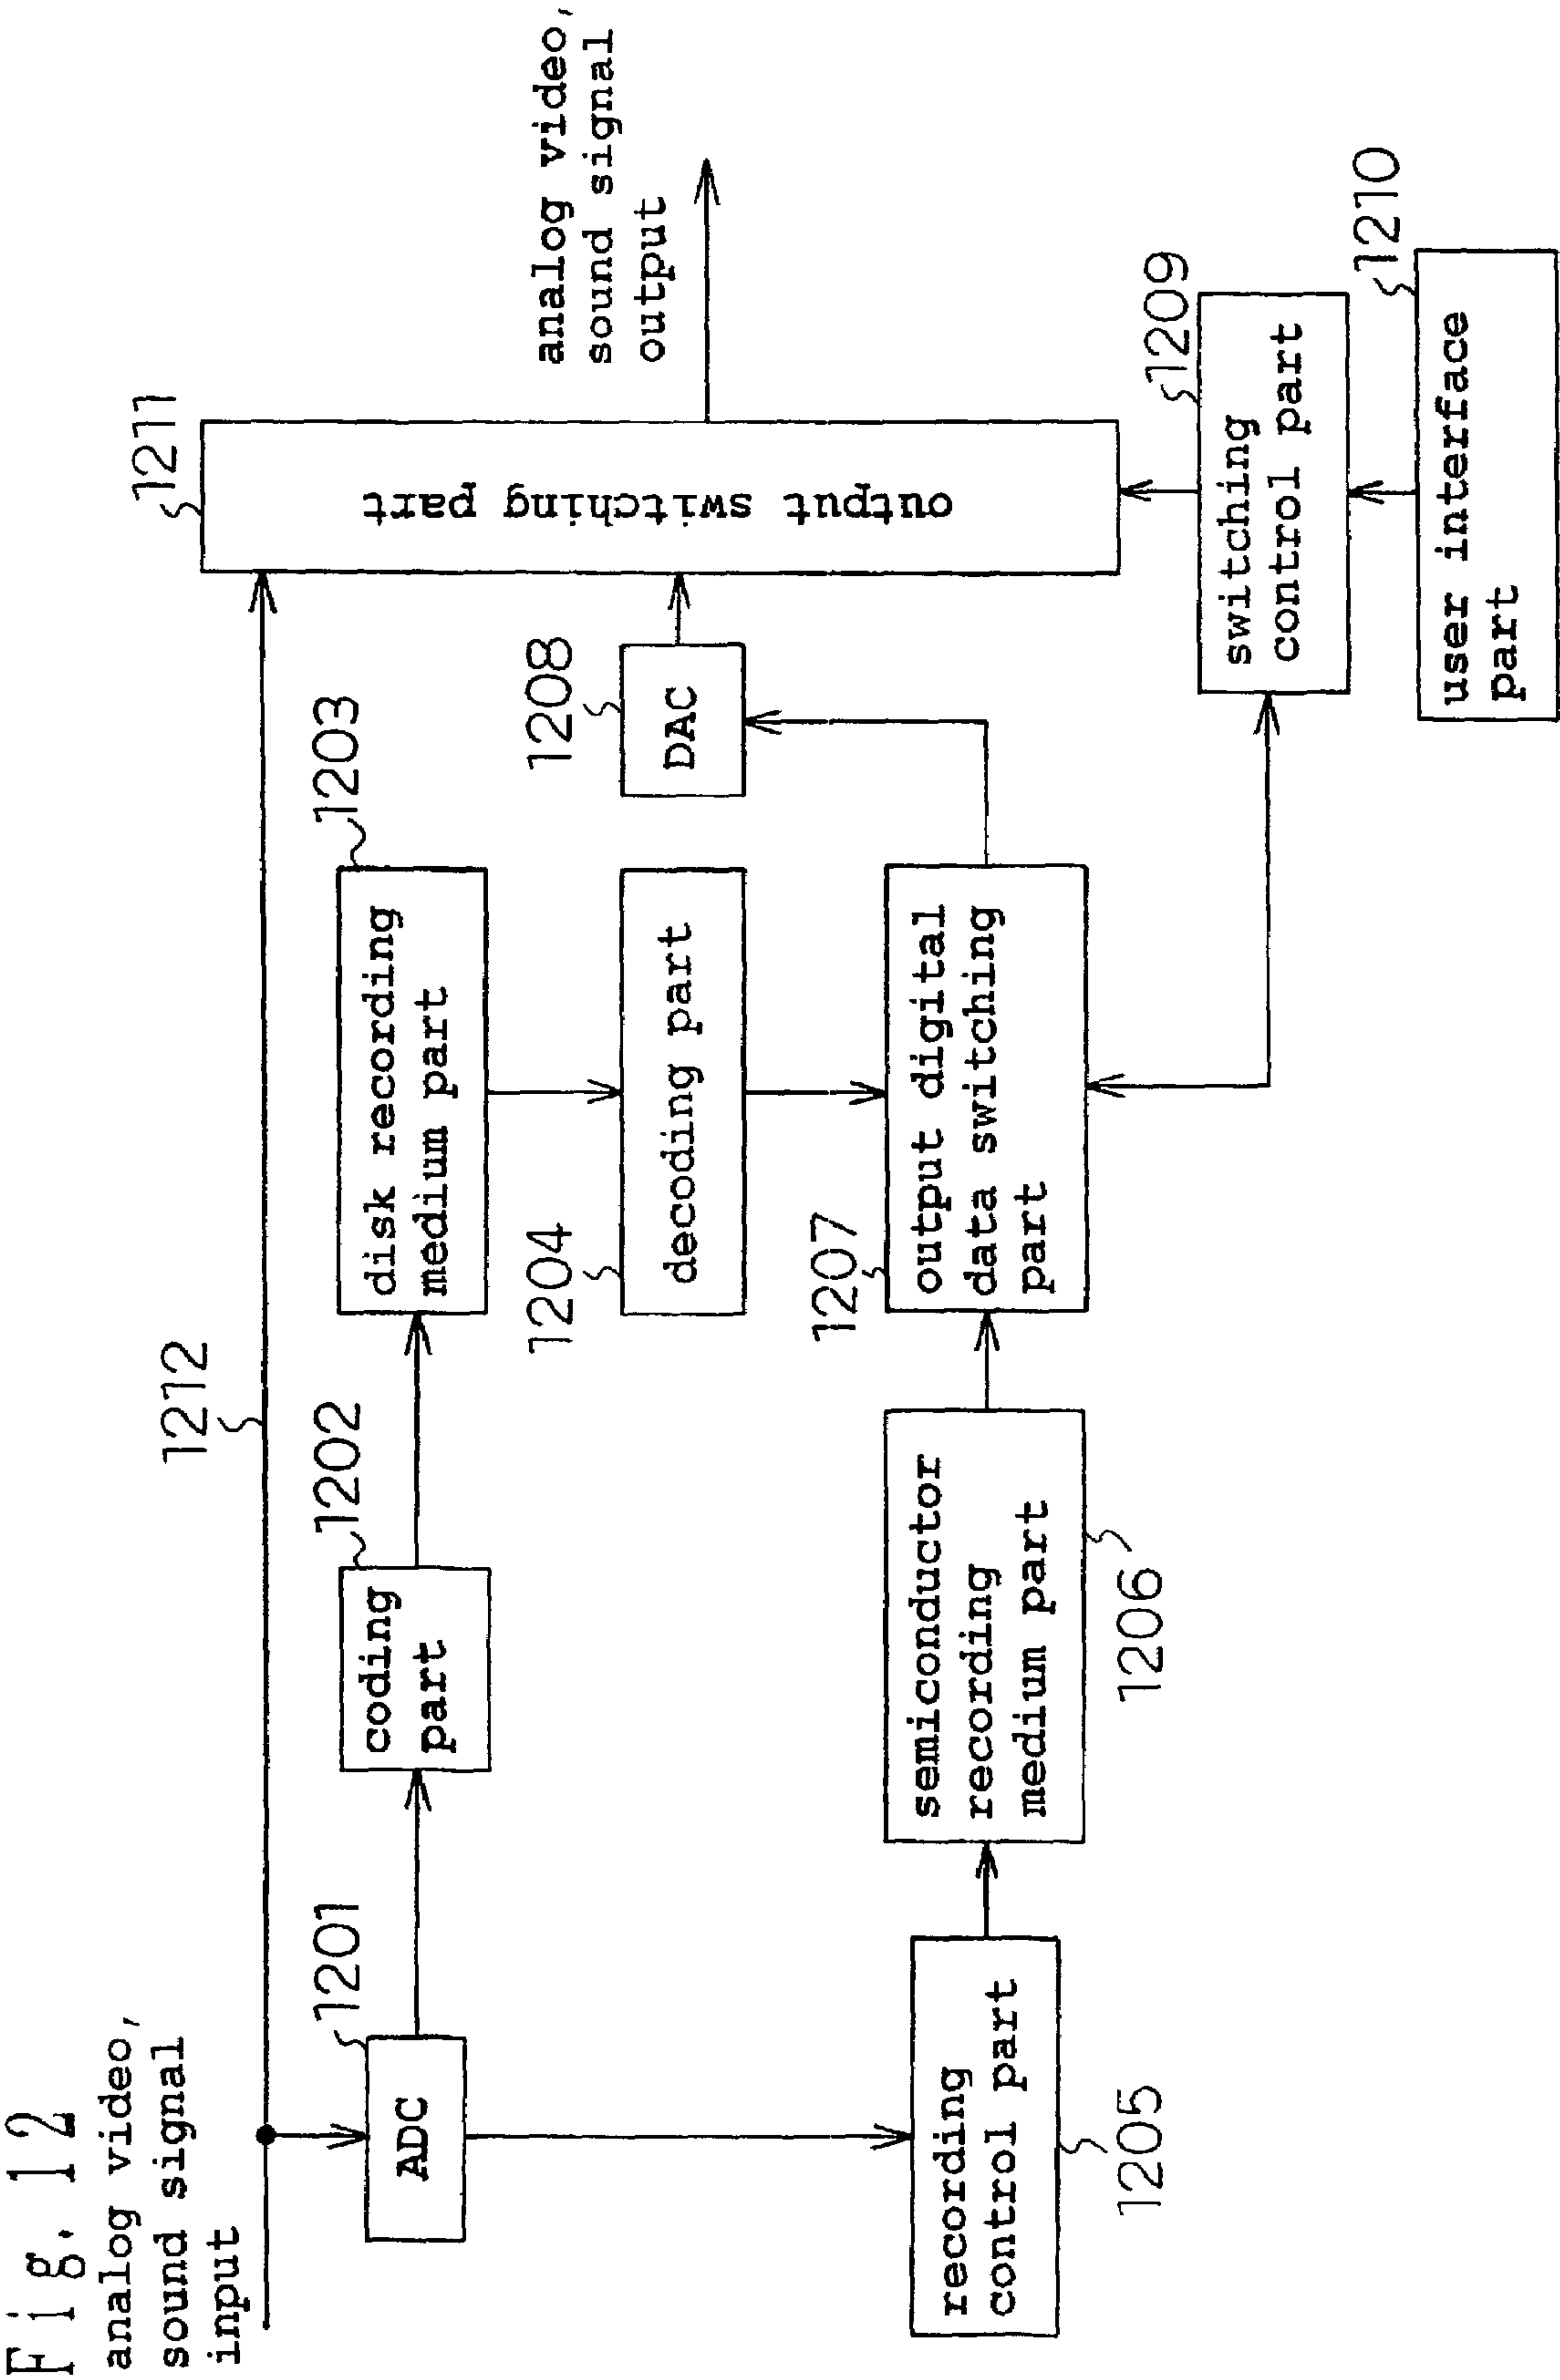 Fig. 12
analog video,
sound signal
input
1212
1211
analog video,
sound signal
output
1201
ADC
1202
coding
part
1203
disk recording
medium part
1204
decoding part
1208
DAC
output switching part
1207
output digital
data switching
part
1209
switching
control part
1210
user interface
part
recording
control part
1205
semiconductor
recording
medium part
1206